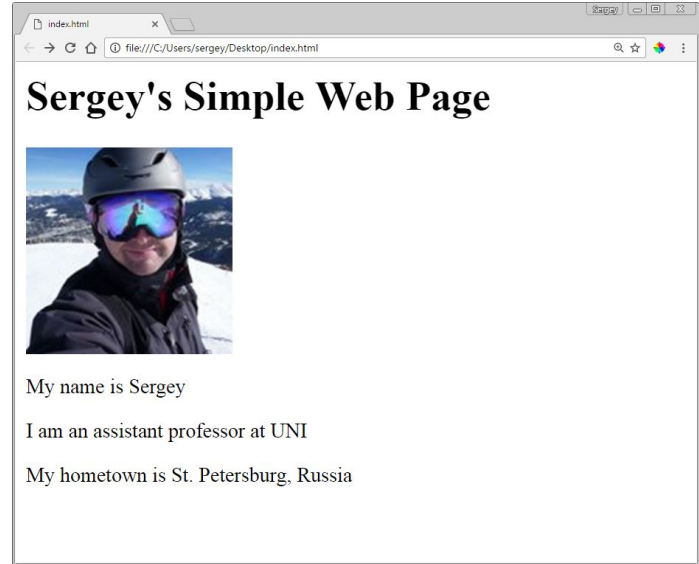 Sergey
index.html
file:///C:/Users/sergey/Desktop/index.html
Sergey's Simple Web Page
My name is Sergey
I am an assistant professor at UNI
My hometown is St. Petersburg, Russia